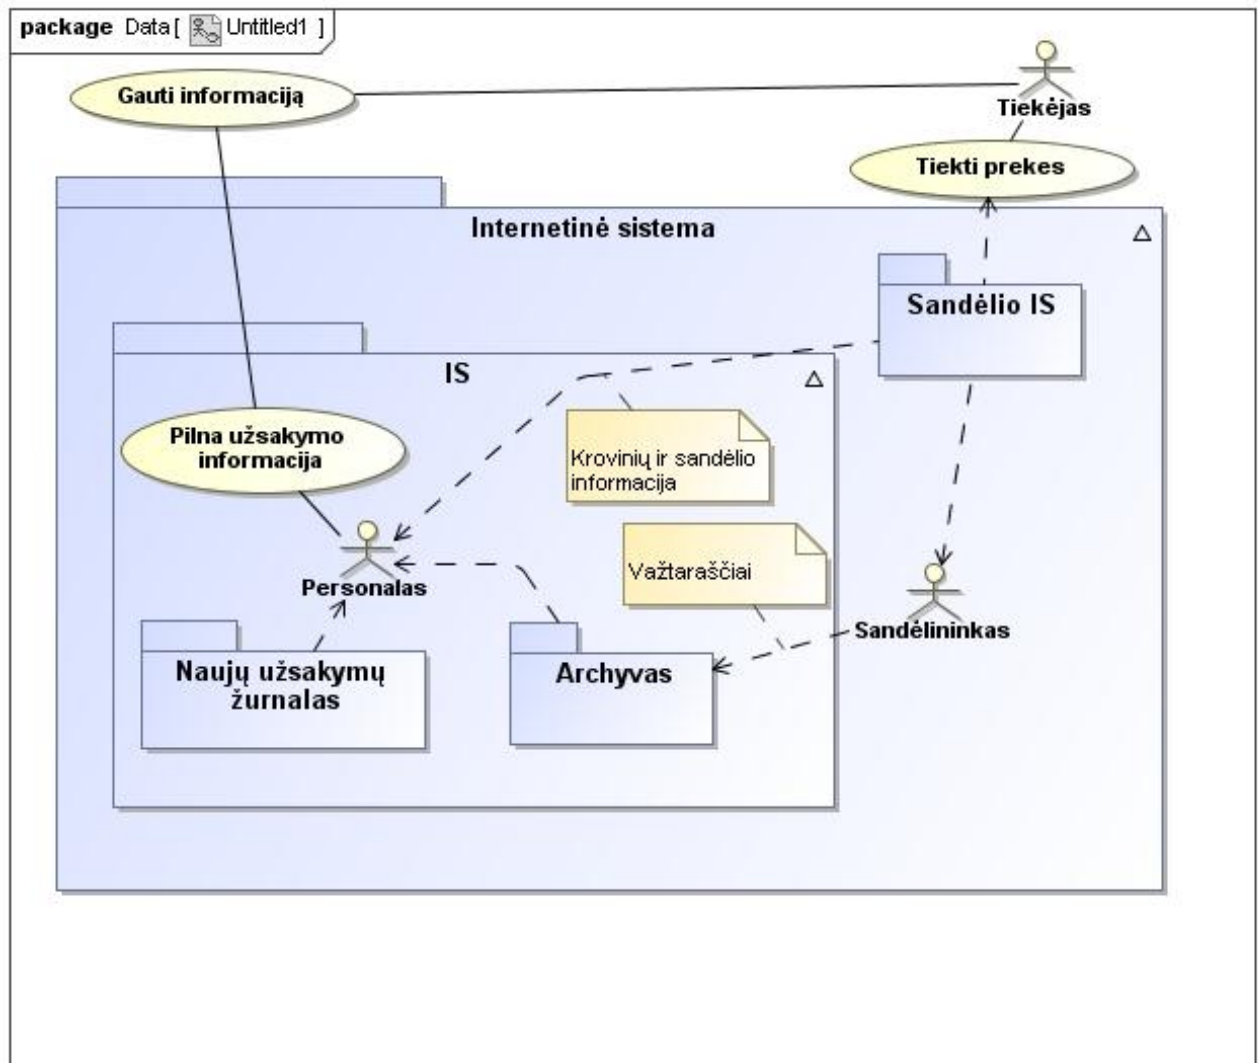 package Data [ Untitled1 ]
Gauti informaciją
Tiekėjas
Tiekti prekes
Internetinė sistema
Sandėlio IS
IS
Pilna užsakymo
informacija
Krovinių ir sandėlio
informacija
Važtaraščiai
Personalas
Sandėlininkas
Naujų užsakymų
žurnalas
Archyvas